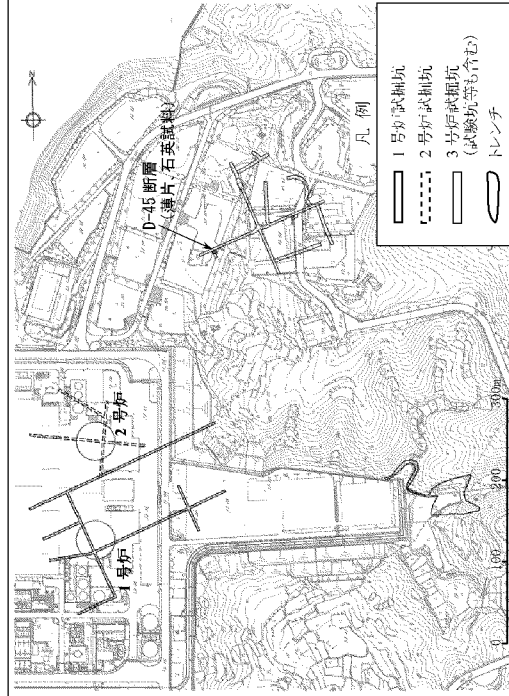 D-45 断層
(薄片, 石英試料)
2 号炉
1 号炉
凡 例
1 号炉試掘坑
2 号炉試掘坑
3 号炉試掘坑
(試験坑等も含む)
トレンチ
0 100 200 300m